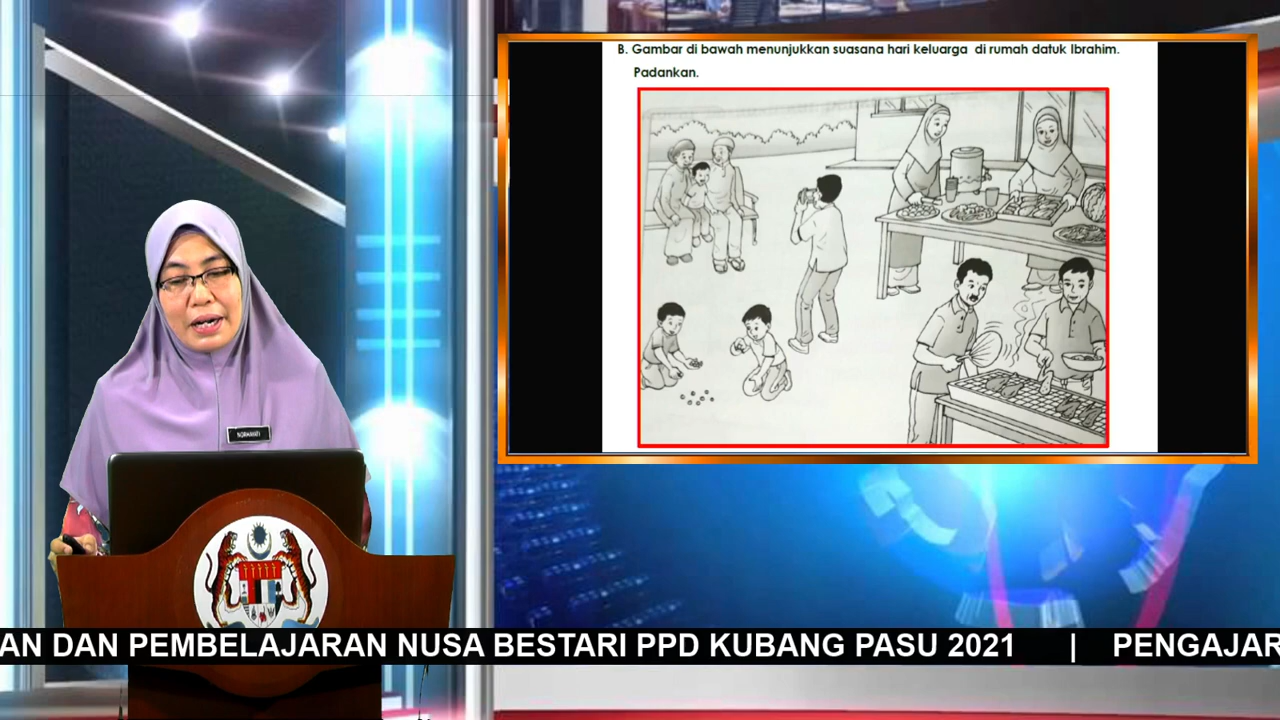 B. Gambar di bawah menunjukkan suasana hari keluarga di rumah datuk Ibrahim.
Padankan.
NORHAYATI
AN DAN PEMBELAJARAN NUSA BESTARI PPD KUBANG PASU 2021 | PENGAJAR